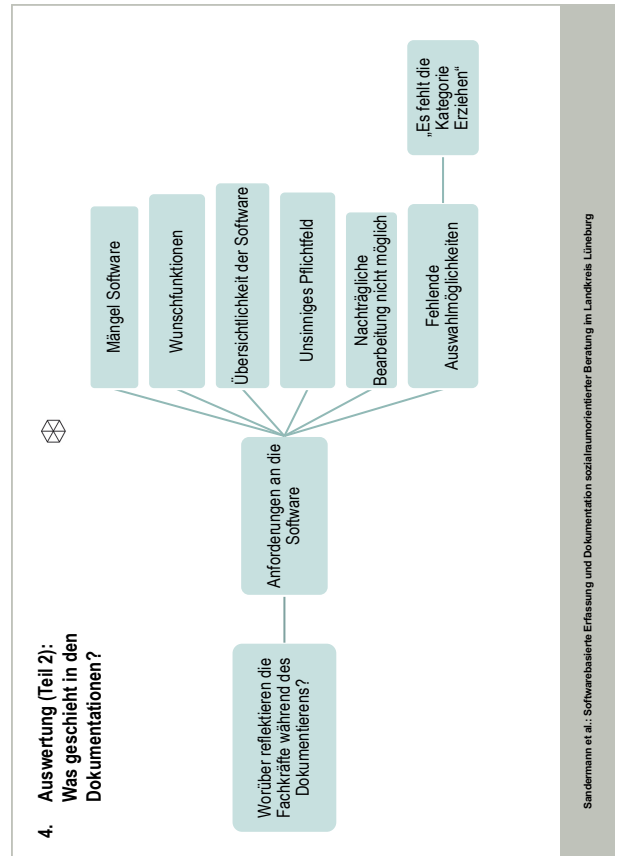 4. Auswertung (Teil 2):
Was geschieht in den
Dokumentationen?
Worüber reflektieren die
Fachkräfte während des
Dokumentierens?
Anforderungen an die
Software
Mängel Software
Wunschfunktionen
Übersichtlichkeit der Software
Unsinniges Pflichtfeld
Nachträgliche
Bearbeitung nicht möglich
Fehlende
Auswahlmöglichkeiten
„Es fehlt die
Kategorie
Erziehen“
Sandermann et al.: Softwarebasierte Erfassung und Dokumentation sozialraumorientierter Beratung im Landkreis Lüneburg